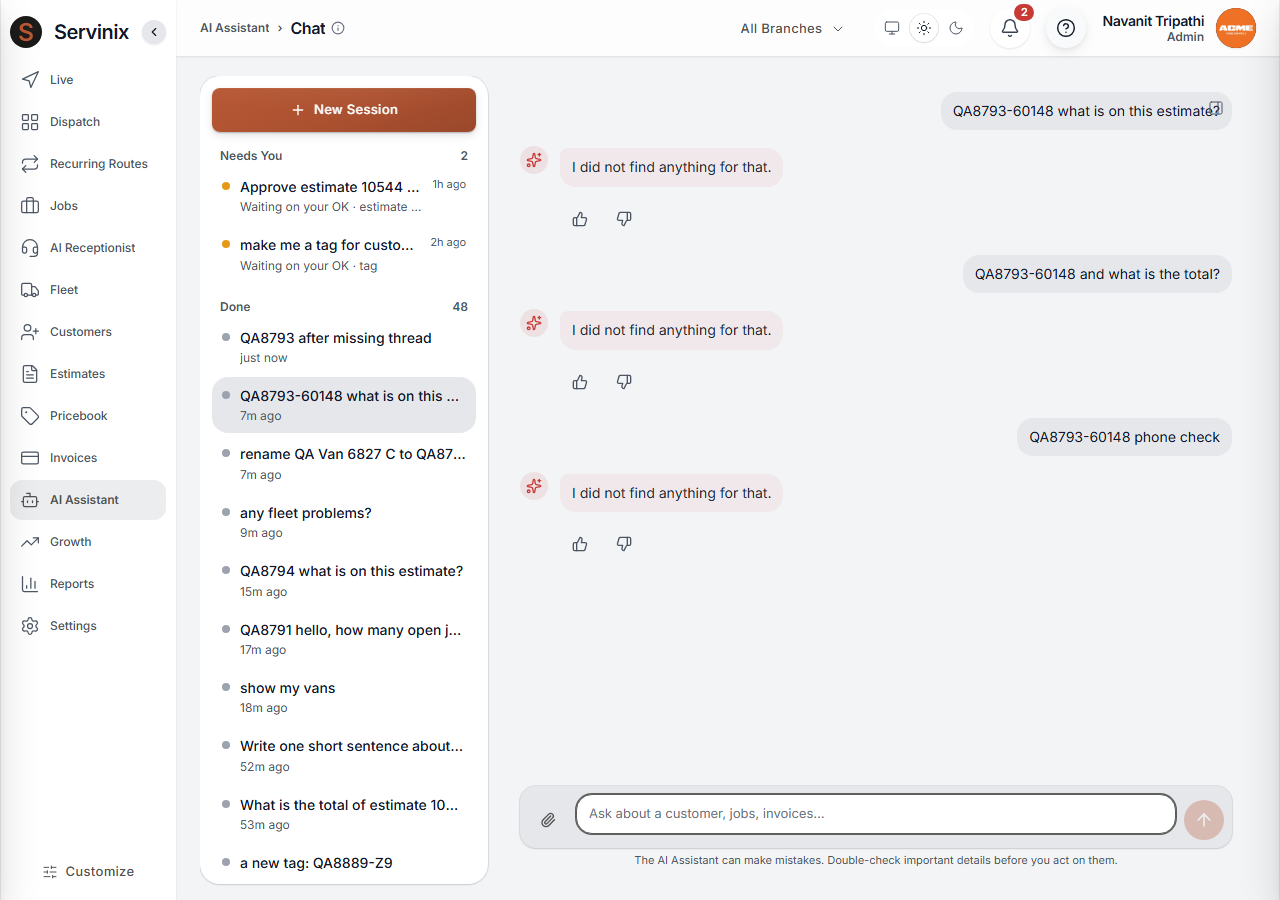 S
Servinix
AI Assistant
Chat
All Branches
2
Navanit Tripathi
Admin
ACME
Live
Dispatch
Recurring Routes
Jobs
AI Receptionist
Fleet
Customers
Estimates
Pricebook
Invoices
AI Assistant
Growth
Reports
Settings
Customize
+ New Session
Needs You 2
Approve estimate 10544 ... 1h ago
Waiting on your OK · estimate ...
make me a tag for custo... 2h ago
Waiting on your OK · tag
Done 48
QA8793 after missing thread
just now
QA8793-60148 what is on this ...
7m ago
rename QA Van 6827 C to QA87...
7m ago
any fleet problems?
9m ago
QA8794 what is on this estimate?
15m ago
QA8791 hello, how many open j...
17m ago
show my vans
18m ago
Write one short sentence about...
52m ago
What is the total of estimate 10...
53m ago
a new tag: QA8889-Z9
QA8793-60148 what is on this estimate?
I did not find anything for that.
QA8793-60148 and what is the total?
I did not find anything for that.
QA8793-60148 phone check
I did not find anything for that.
Ask about a customer, jobs, invoices...
The AI Assistant can make mistakes. Double-check important details before you act on them.